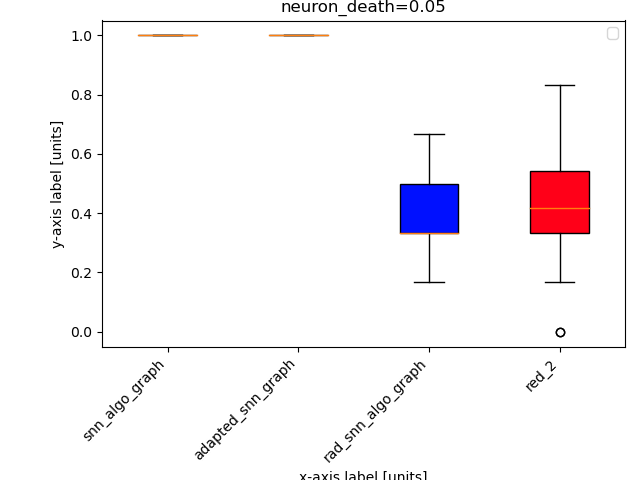 neuron_death=0.05
1.0
0.8
0.6
0.4
0.2
0.0
y-axis label [units]
snn_algo_graph
adapted_snn_graph
rad_snn_algo_graph
red_2
x-axis label [units]